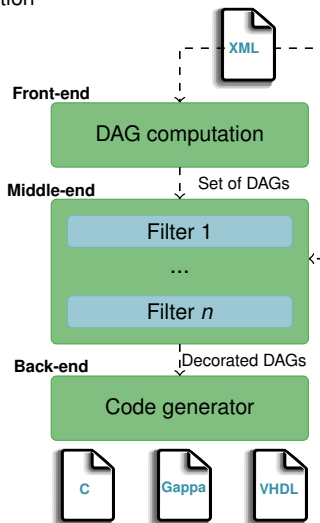 XML
Front-end
DAG computation
Set of DAGs
Middle-end
Filter 1
...
Filter n
Decorated DAGs
Back-end
Code generator
C
Gappa
VHDL